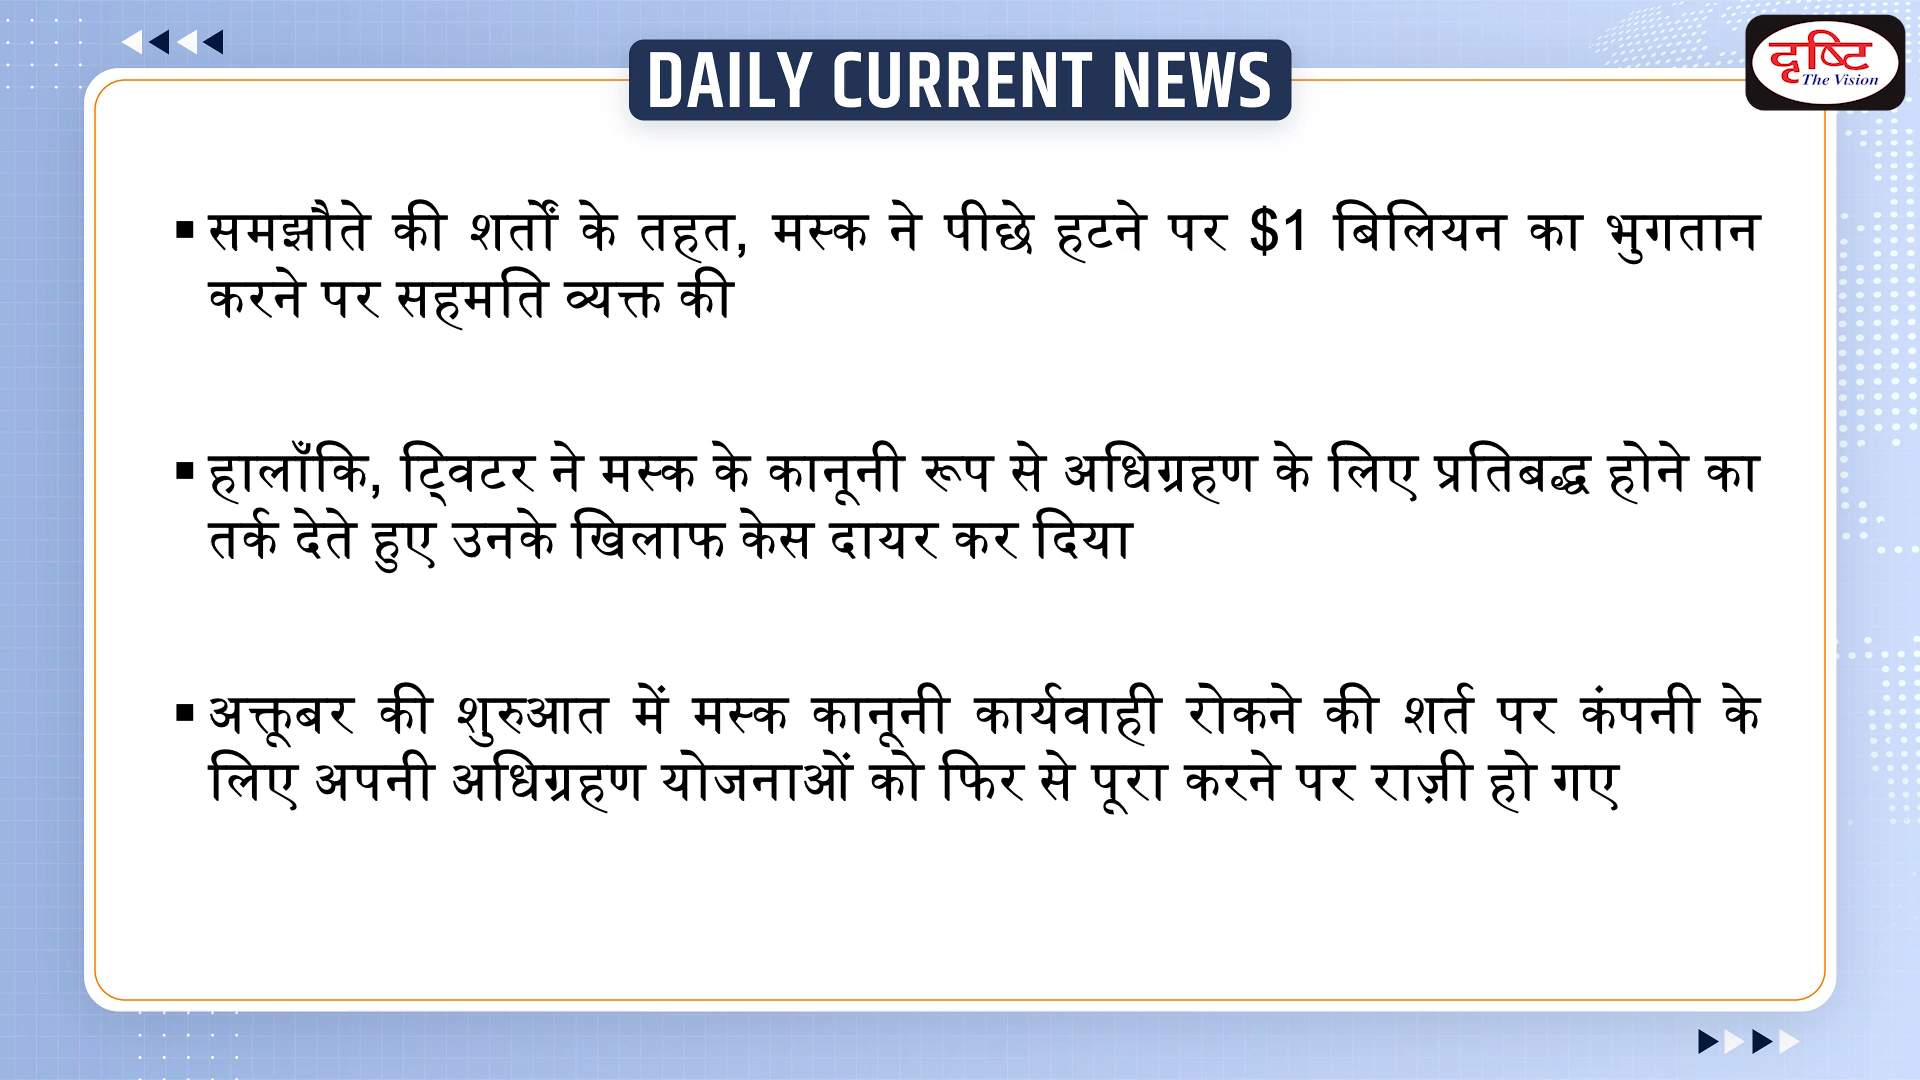 DAILY CURRENT NEWS
दृष्टि
The Vision
▪ समझौते की शर्तों के तहत, मस्क ने पीछे हटने पर $1 बिलियन का भुगतान
करने पर सहमति व्यक्त की
▪ हालाँकि, ट्विटर ने मस्क के कानूनी रूप से अधिग्रहण के लिए प्रतिबद्ध होने का
तर्क देते हुए उनके खिलाफ केस दायर कर दिया
▪ अक्तूबर की शुरुआत में मस्क कानूनी कार्यवाही रोकने की शर्त पर कंपनी के
लिए अपनी अधिग्रहण योजनाओं को फिर से पूरा करने पर राज़ी हो गए